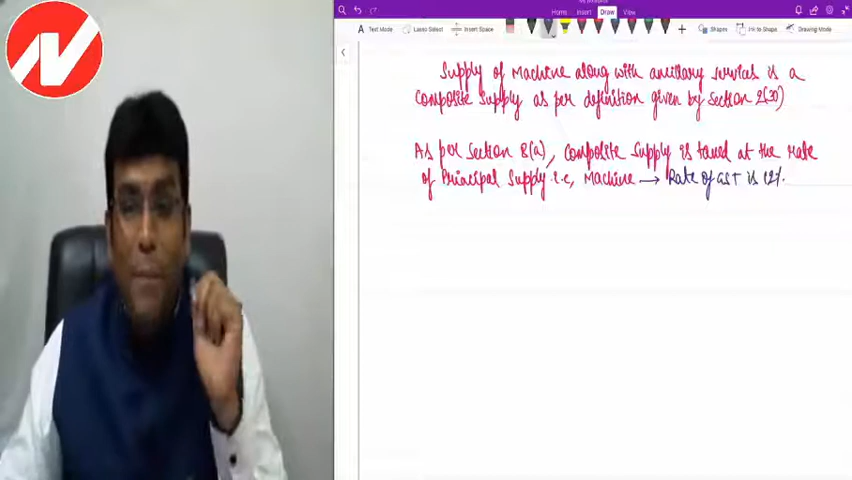 Home Insert Draw View
Text Mode Lasso Select Insert Space Shapes Ink to Shape Drawing Mode
Supply of Machine along with ancillary services is a
Composite Supply as per definition given by Section 2(30)
As per Section 8(a), Composite Supply is taxed at the rate
of Principal Supply i.e, Machine → Rate of GST is 12%.